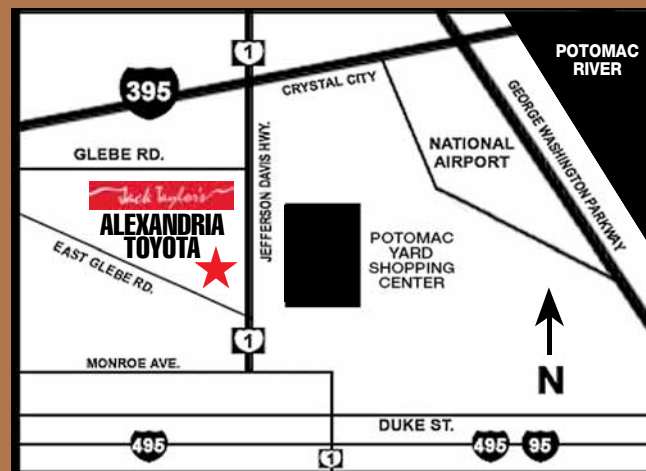 1
POTOMAC
RIVER
395
CRYSTAL CITY
GEORGE WASHINGTON PARKWAY
GLEBE RD.
NATIONAL
AIRPORT
JEFFERSON DAVIS HWY.
Jack Taylor's
ALEXANDRIA
TOYOTA
EAST GLEBE RD.
POTOMAC
YARD
SHOPPING
CENTER
1
MONROE AVE.
N
DUKE ST.
495
495
95
1